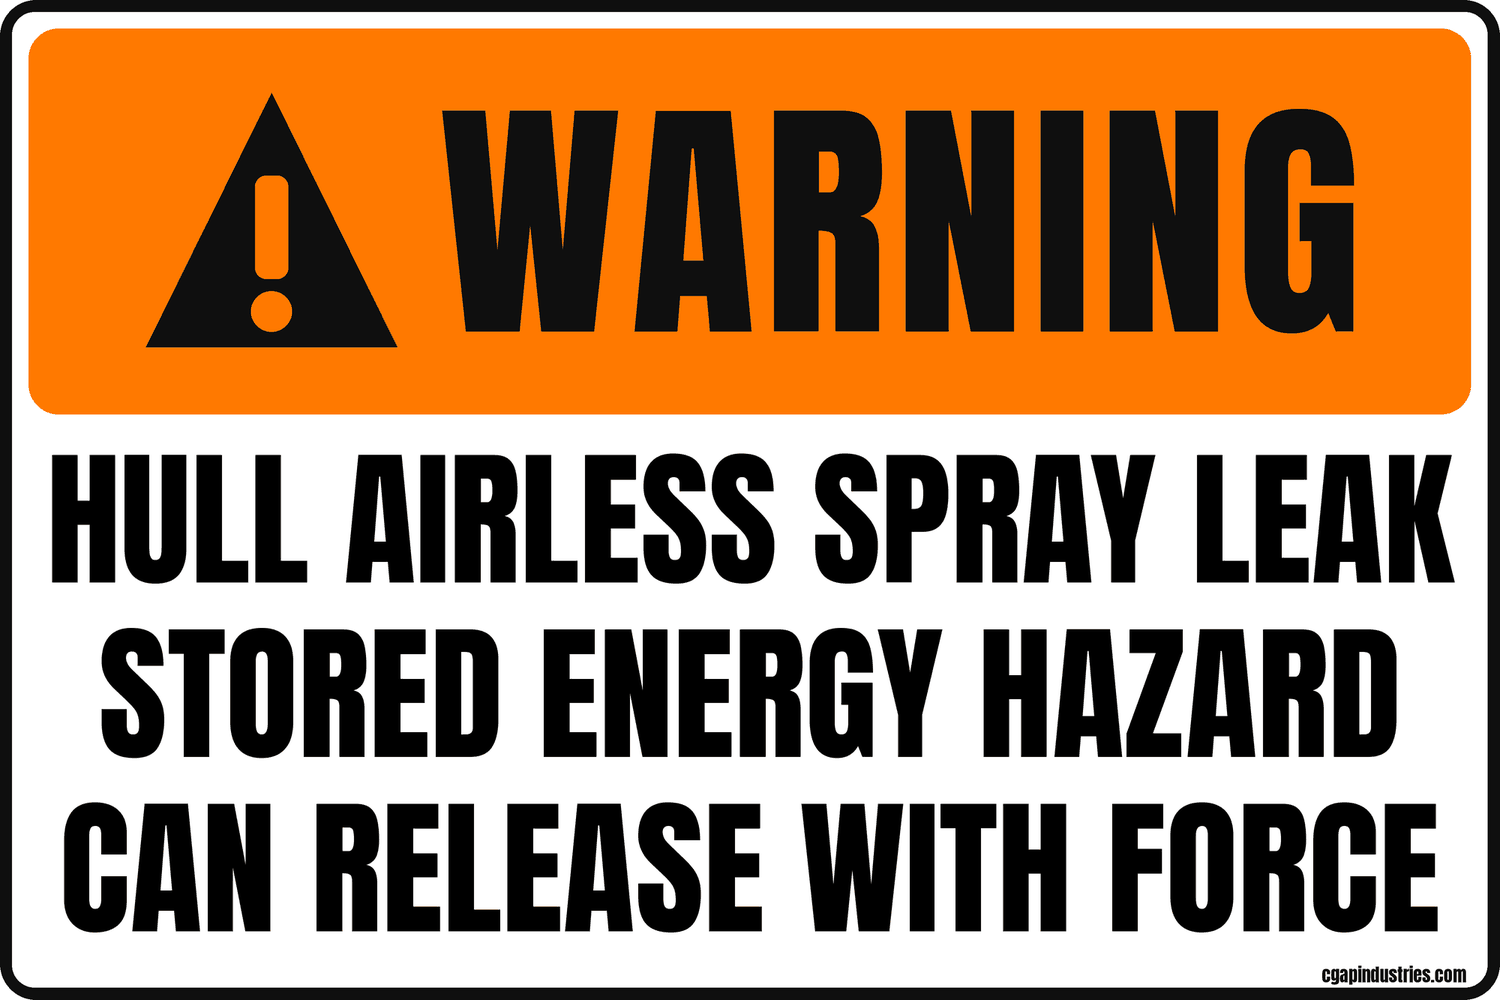 WARNING
HULL AIRLESS SPRAY LEAK
STORED ENERGY HAZARD
CAN RELEASE WITH FORCE
cgapindustries.com